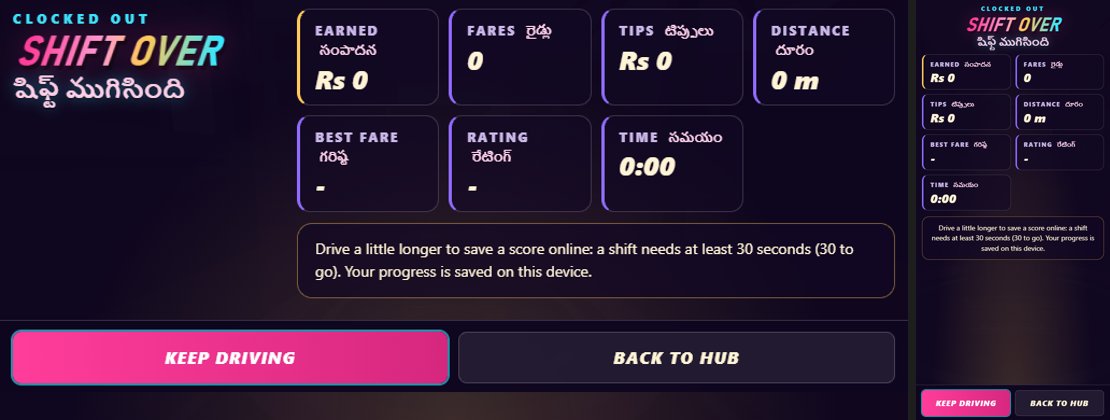 CLOCKED OUT
SHIFT OVER
షిఫ్ట్ ముగిసింది
EARNED
సంపాదన
Rs 0
FARES రైడ్లు
0
TIPS టిప్పులు
Rs 0
DISTANCE
దూరం
0 m
BEST FARE
గరిష్ఠ
-
RATING
రేటింగ్
-
TIME సమయం
0:00
Drive a little longer to save a score online: a shift needs at least 30 seconds (30 to
go). Your progress is saved on this device.
KEEP DRIVING
BACK TO HUB
CLOCKED OUT
SHIFT OVER
షిఫ్ట్ ముగిసింది
EARNED సంపాదన
Rs 0
FARES రైడ్లు
0
TIPS టిప్పులు
Rs 0
DISTANCE దూరం
0 m
BEST FARE గరిష్ఠ
-
RATING రేటింగ్
-
TIME సమయం
0:00
Drive a little longer to save a score online: a shift
needs at least 30 seconds (30 to go). Your progress is
saved on this device.
KEEP DRIVING
BACK TO HUB